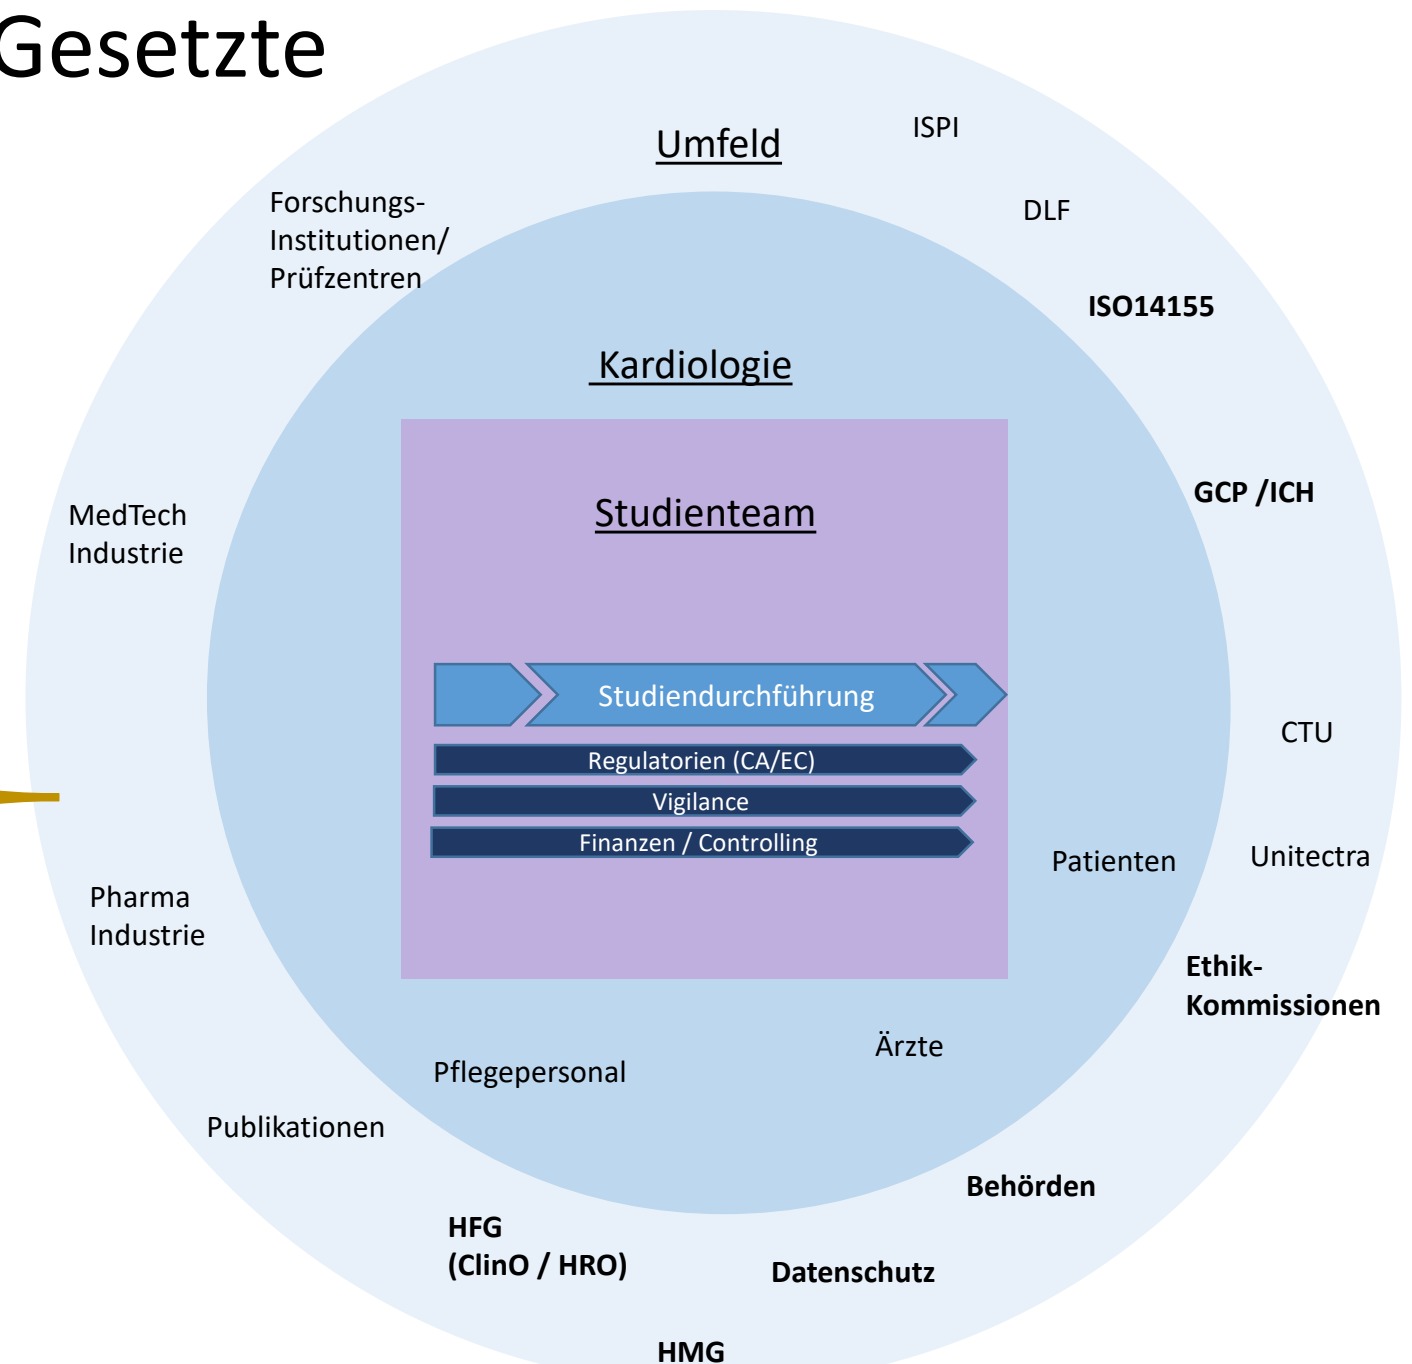 Gesetzte
Umfeld
ISPI
Forschungs-
Institutionen/
Prüfzentren
DLF
ISO14155
Kardiologie
GCP /ICH
MedTech
Industrie
Studienteam
Studiendurchführung
Regulatorien (CA/EC)
Vigilance
Finanzen / Controlling
CTU
Patienten
Unitectra
Pharma
Industrie
Ethik-
Kommissionen
Ärzte
Pflegepersonal
Publikationen
Behörden
HFG
(ClinO / HRO)
Datenschutz
HMG